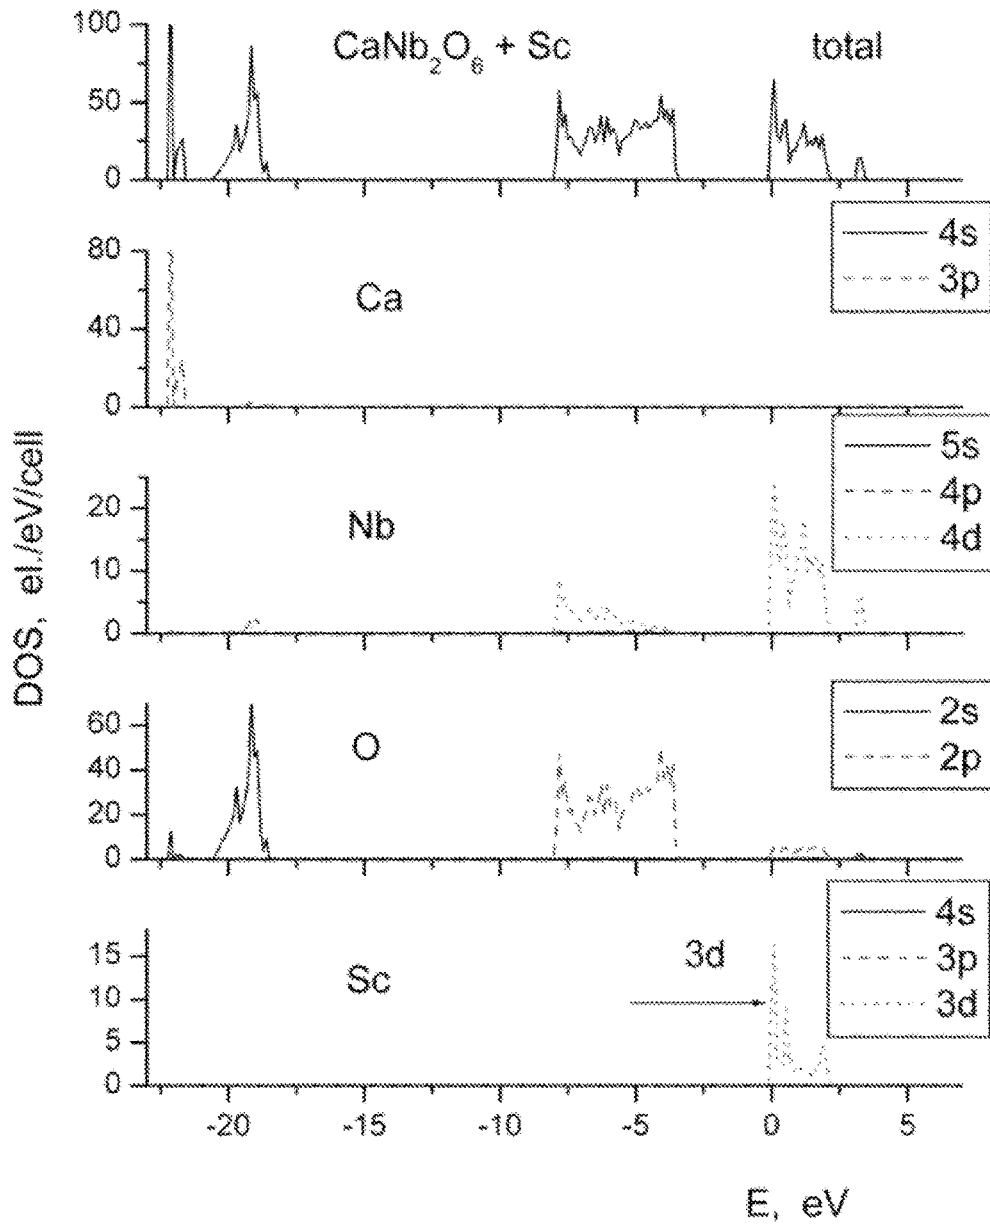 CaNb₂O₆ + Sc total
100
50
0
4s
3p
80
40
0
Ca
5s
4p
4d
20
10
0
Nb
2s
2p
60
40
20
0
O
4s
3p
3d
15
10
5
0
Sc
3d
-20 -15 -10 -5 0 5
E, eV
DOS, el./eV/cell